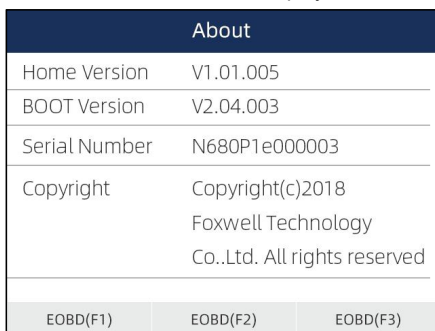 About
Home Version V1.01.005
BOOT Version V2.04.003
Serial Number N680P1e000003
Copyright Copyright(c)2018
Foxwell Technology
Co..Ltd. All rights reserved
EOBD(F1) EOBD(F2) EOBD(F3)